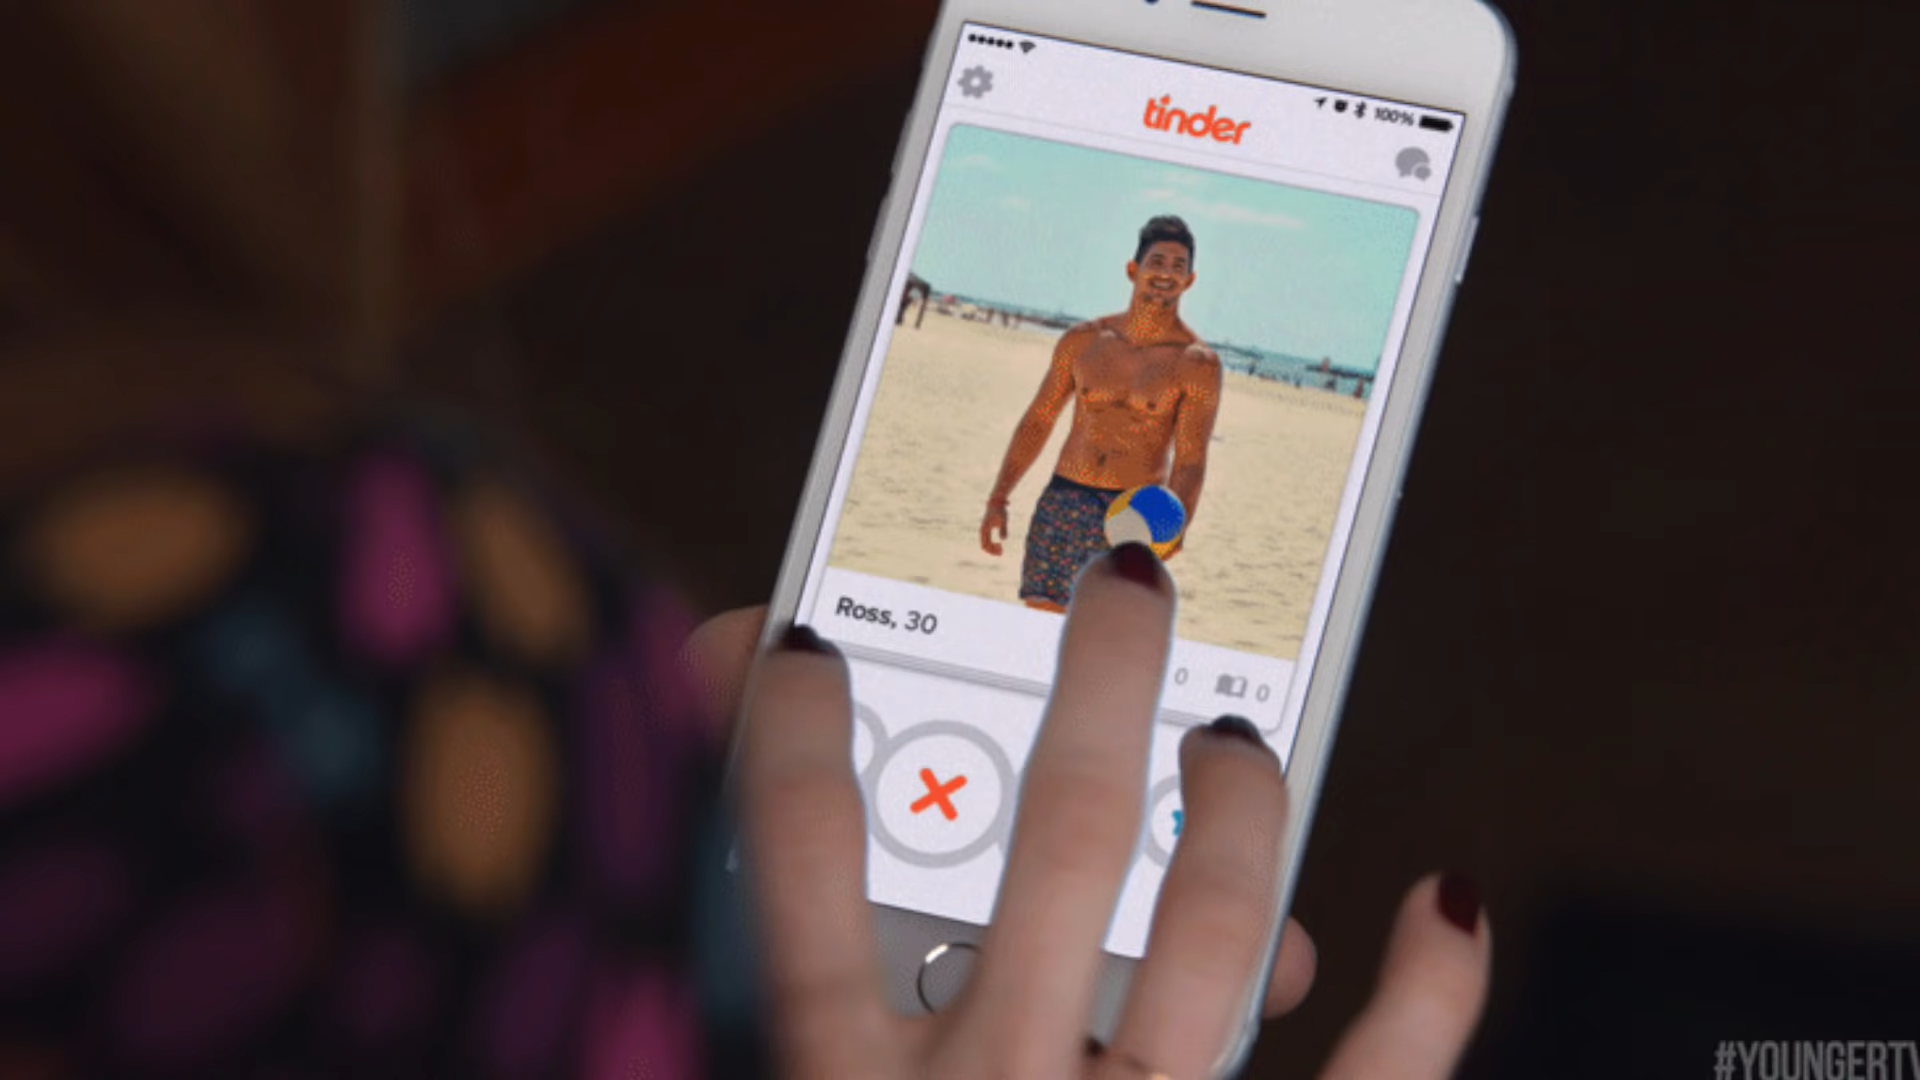 tinder
100%
Ross, 30
0
0
#YOUNGERTV